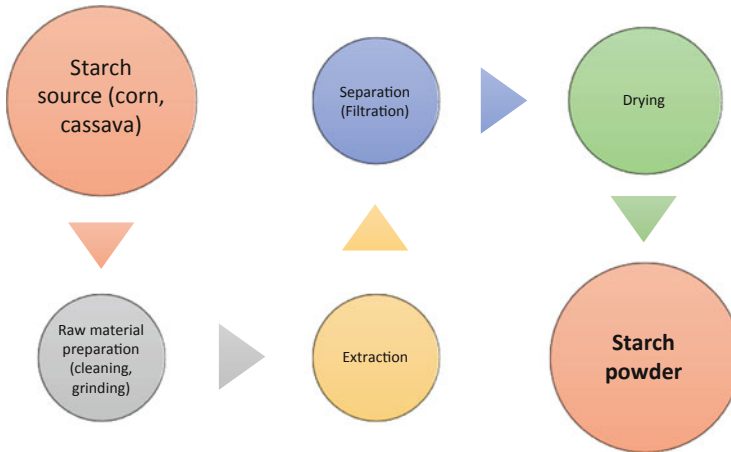 Starch
source (corn,
cassava)
Raw material
preparation
(cleaning,
grinding)
Extraction
Separation
(Filtration)
Drying
Starch
powder